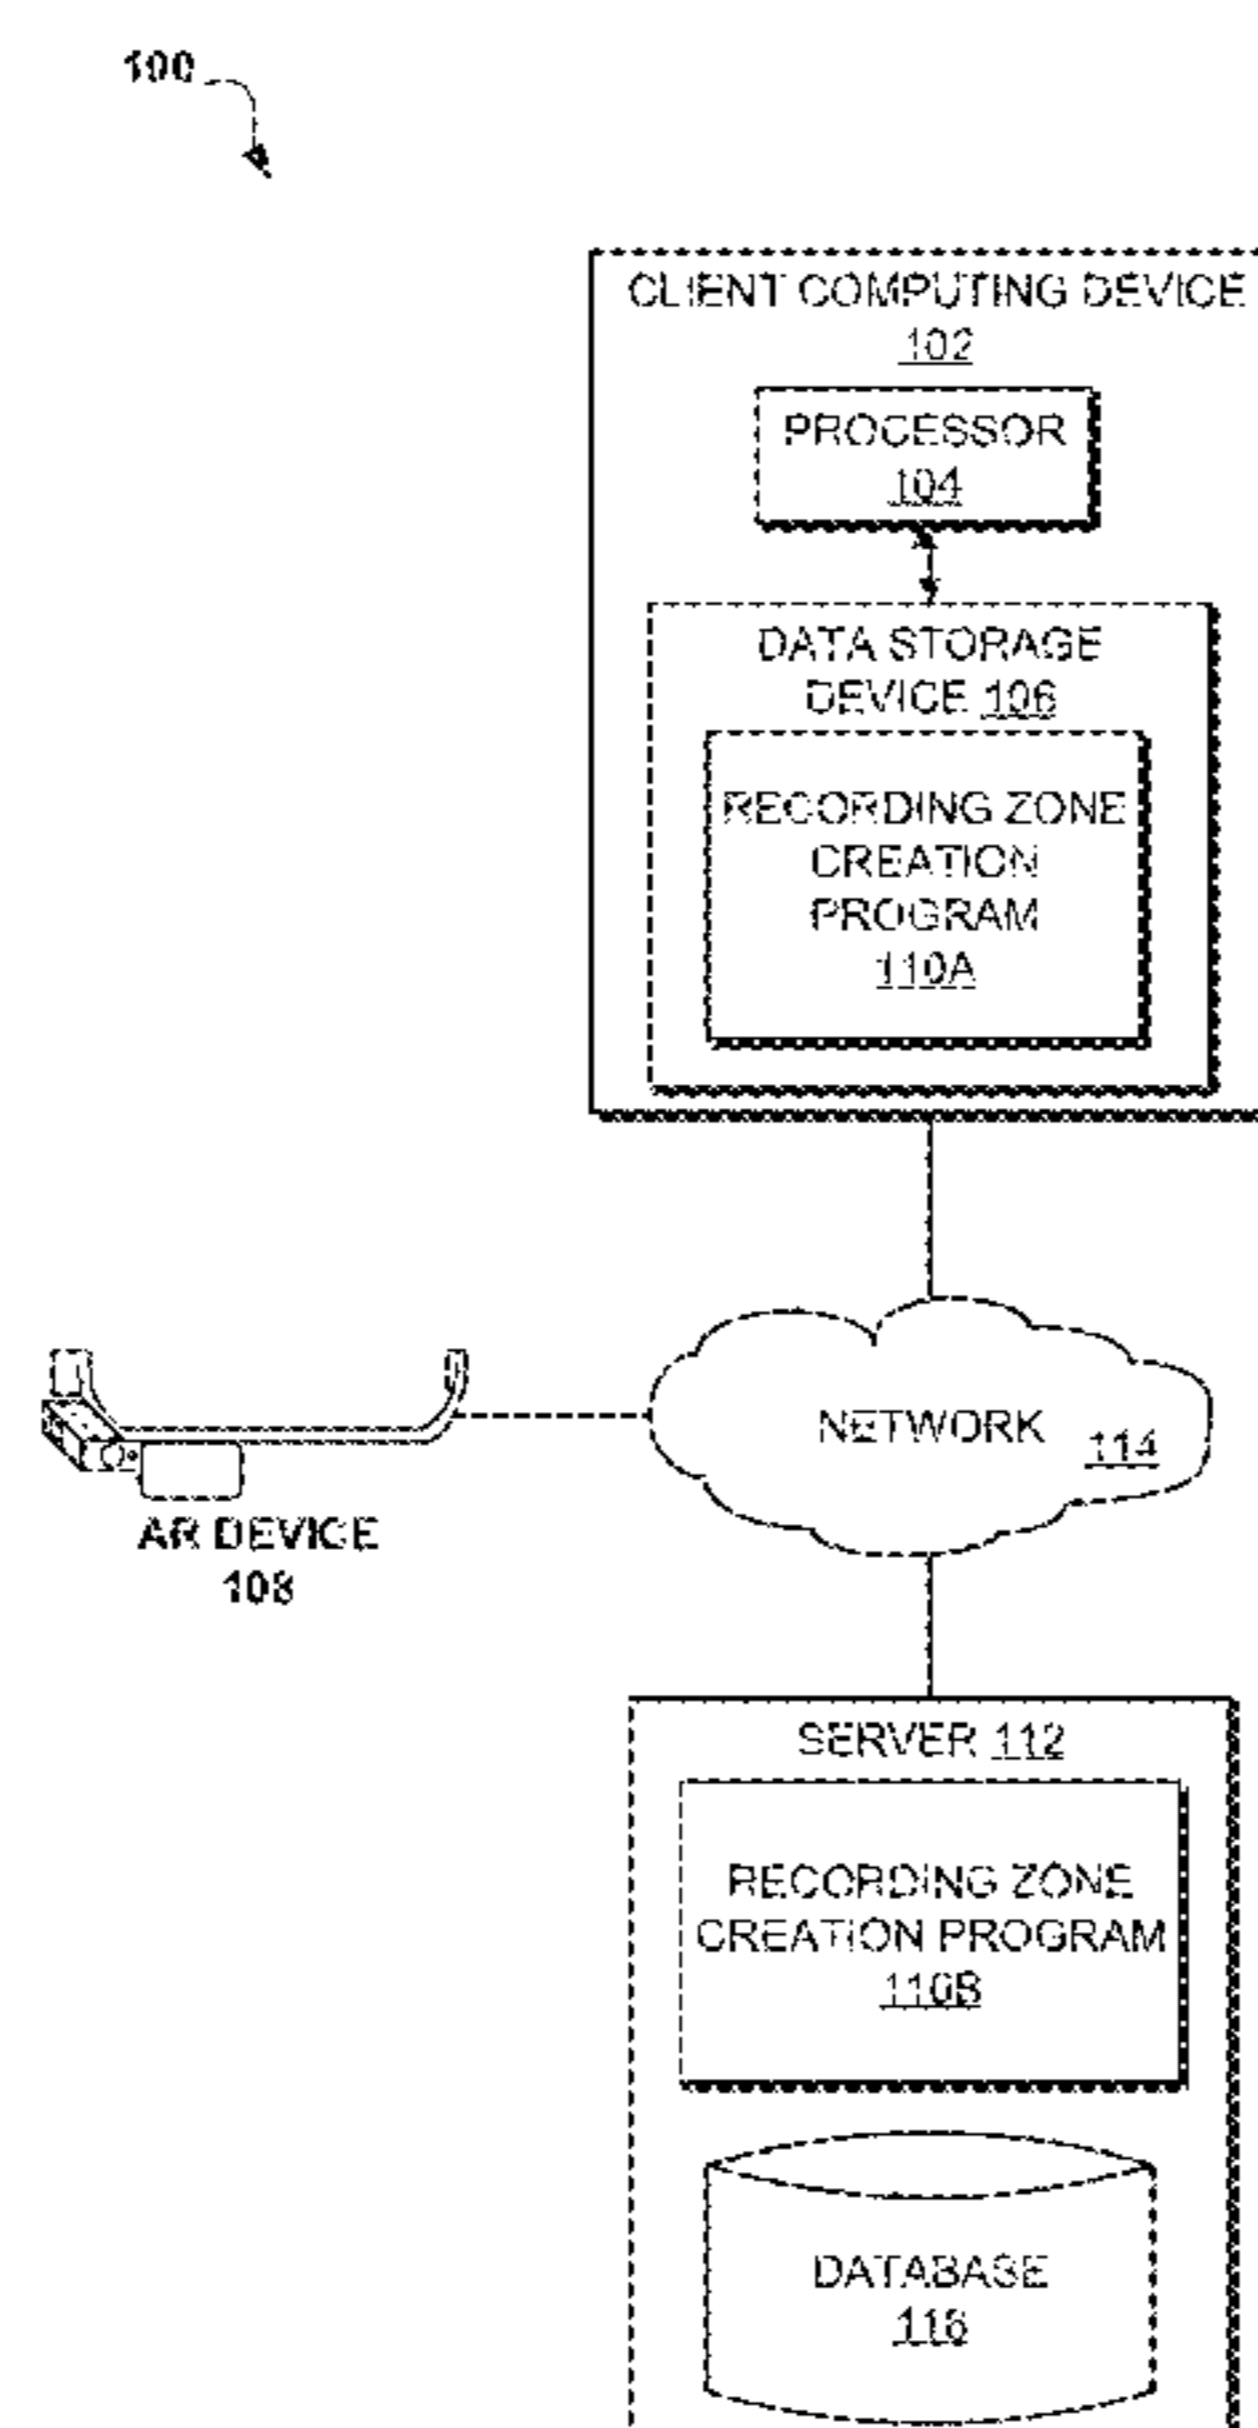 100
CLIENT COMPUTING DEVICE
102
PROCESSOR
104
DATA STORAGE
DEVICE 106
RECORDING ZONE
CREATION
PROGRAM
110A
NETWORK 114
AR DEVICE
108
SERVER 112
RECORDING ZONE
CREATION PROGRAM
110B
DATABASE
116